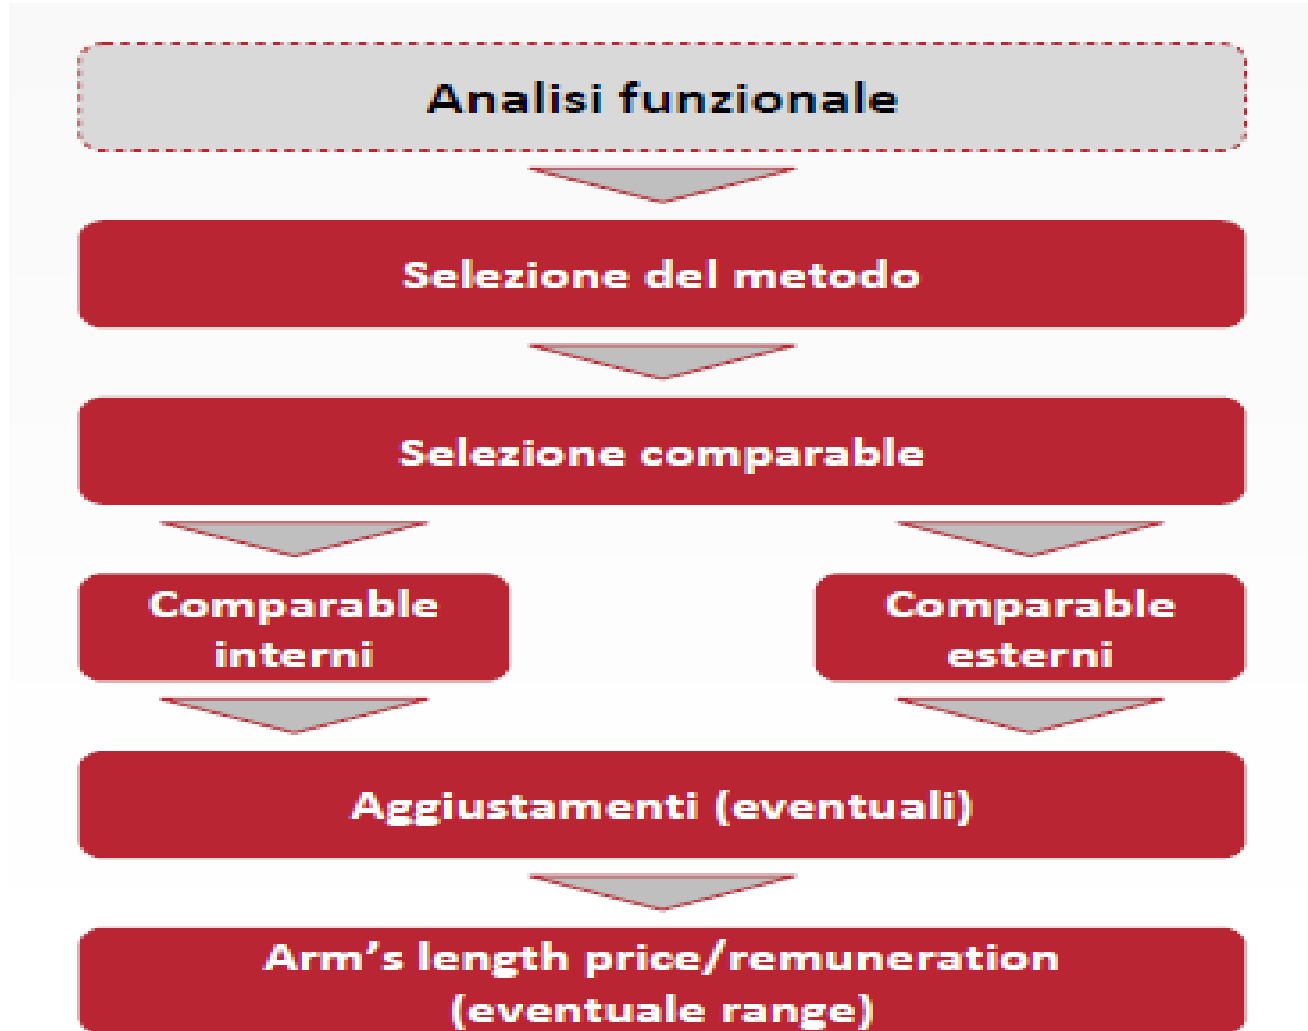 Analisi funzionale
Selezione del metodo
Selezione comparable
Comparable
interni
Comparable
esterni
Aggiustamenti (eventuali)
Arm’s length price/remuneration
(eventuale range)